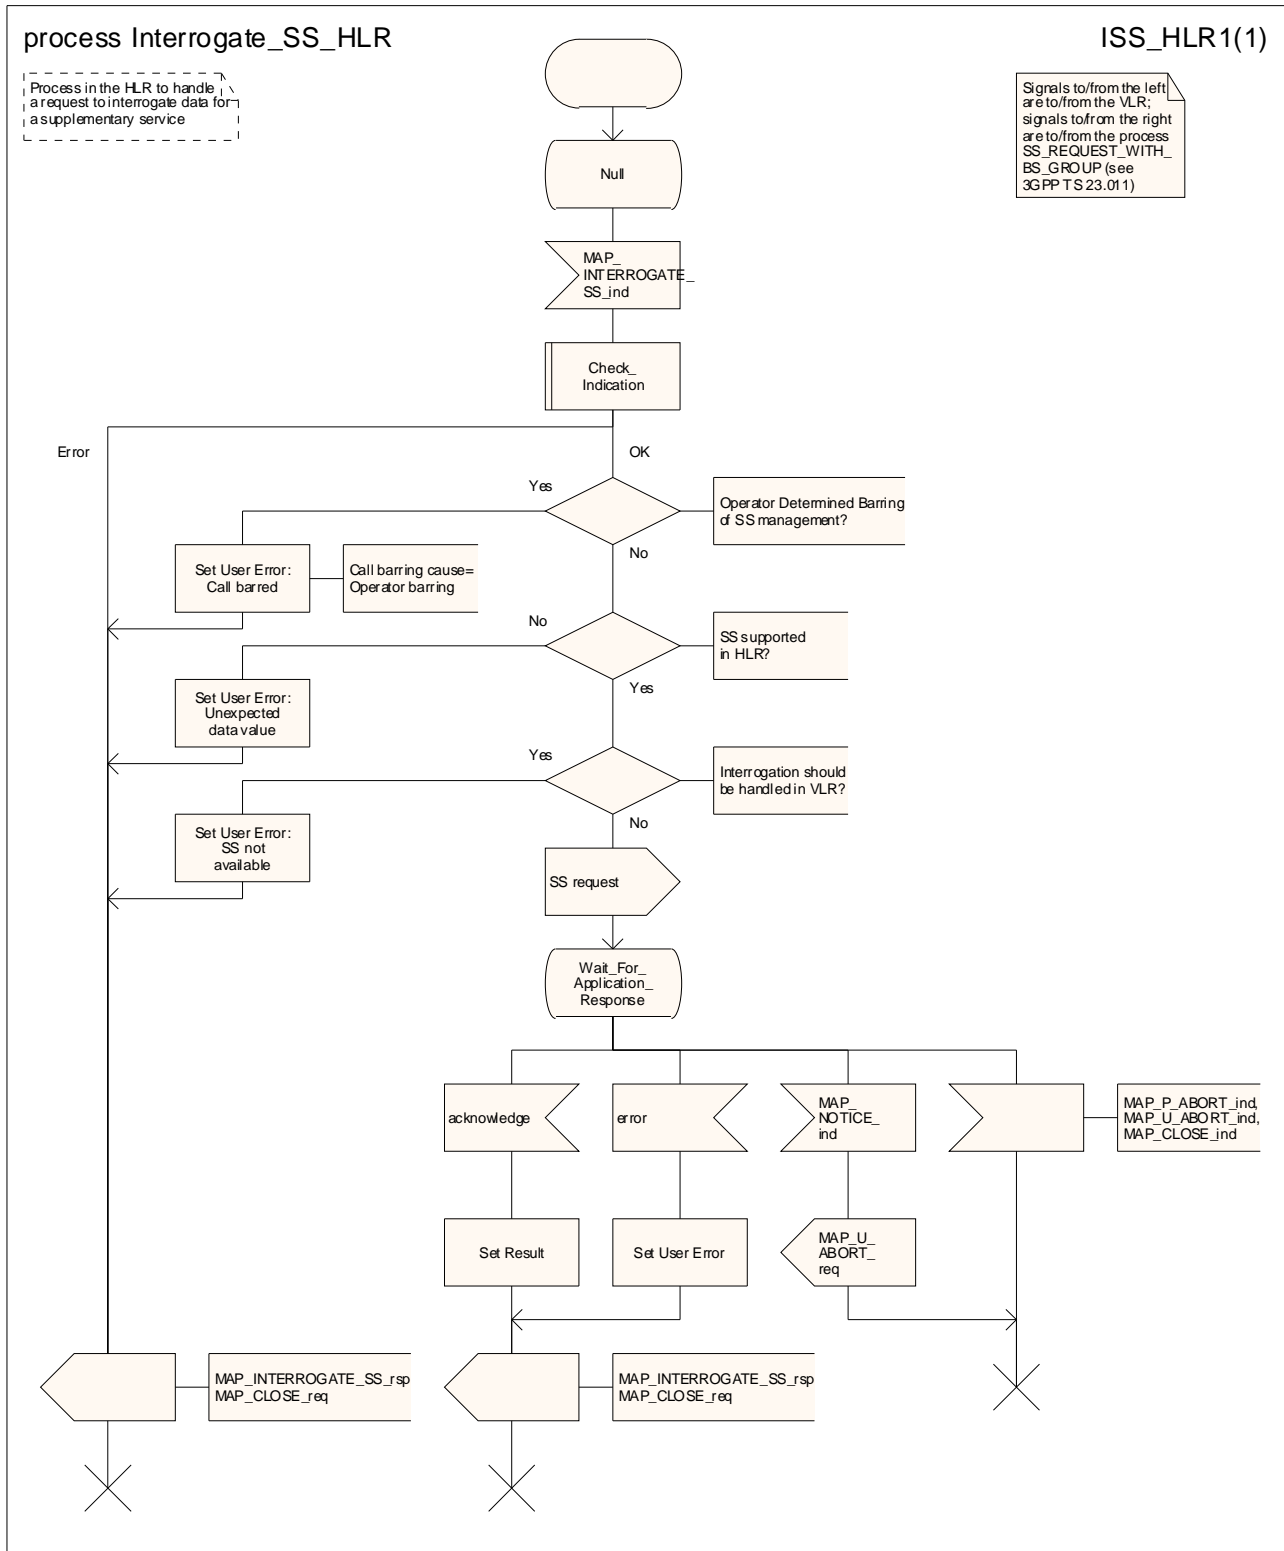 process Interrogate_SS_HLR
ISS_HLR1(1)
Process in the HLR to handle
a request to interrogate data for
a supplementary service
Signals to/from the left
are to/from the VLR;
signals to/from the right
are to/from the process
SS_REQUEST_WITH_
BS_GROUP (see
3GPP TS 23.011)
Null
MAP_
INTERROGATE_
SS_ind
Check_
Indication
Error
OK
Yes
Operator Determined Barring
of SS management?
No
Set User Error:
Call barred
Call barring cause=
Operator barring
No
SS supported
in HLR?
Yes
Set User Error:
Unexpected
data value
Yes
Interrogation should
be handled in VLR?
No
Set User Error:
SS not
available
SS request
Wait_For_
Application_
Response
acknowledge
error
MAP_
NOTICE_
ind
MAP_P_ABORT_ind,
MAP_U_ABORT_ind,
MAP_CLOSE_ind
Set Result
Set User Error
MAP_U_
ABORT_
req
MAP_INTERROGATE_SS_rsp
MAP_CLOSE_req
MAP_INTERROGATE_SS_rsp
MAP_CLOSE_req